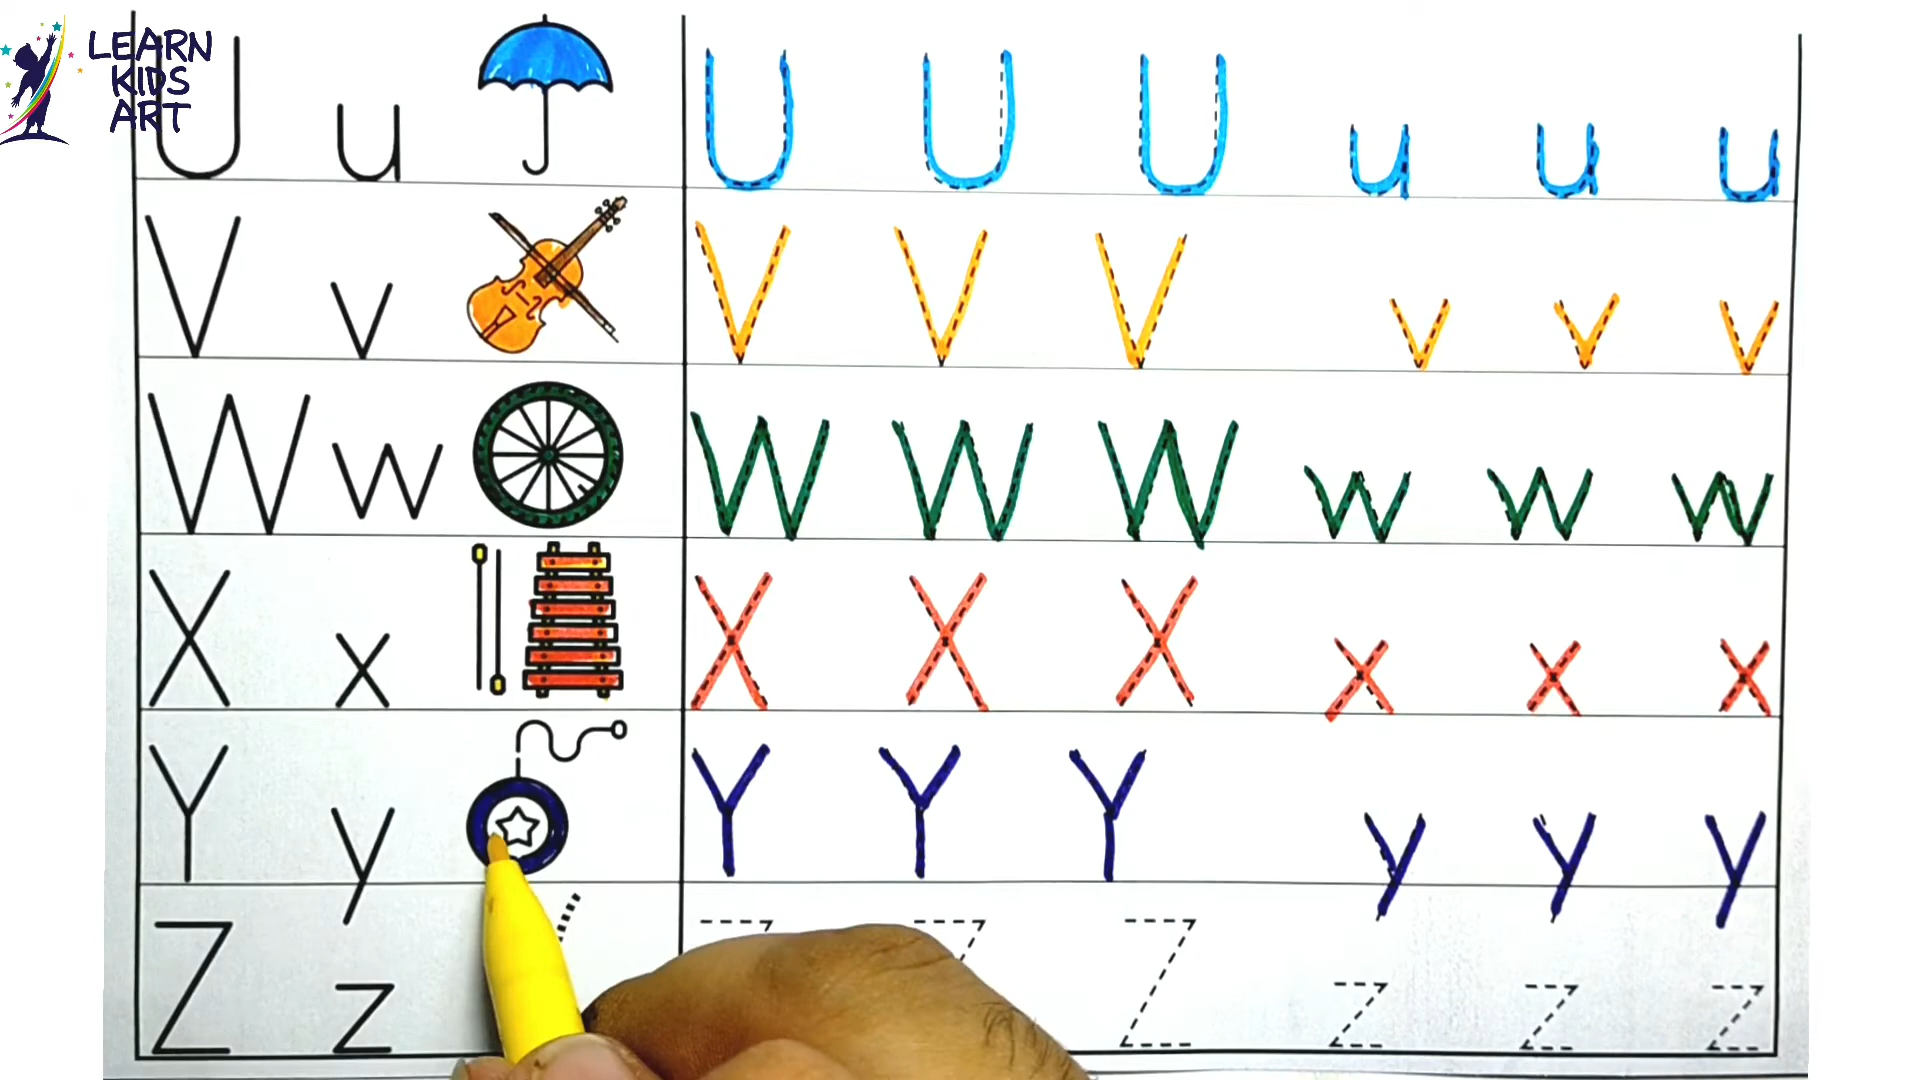 LEARN
KIDS
ART
U u U U U u u u
V v V V V v v v
W w W W W w w w
X x X X X x x x
Y y Y Y Y y y y
Z z Z Z Z z z z